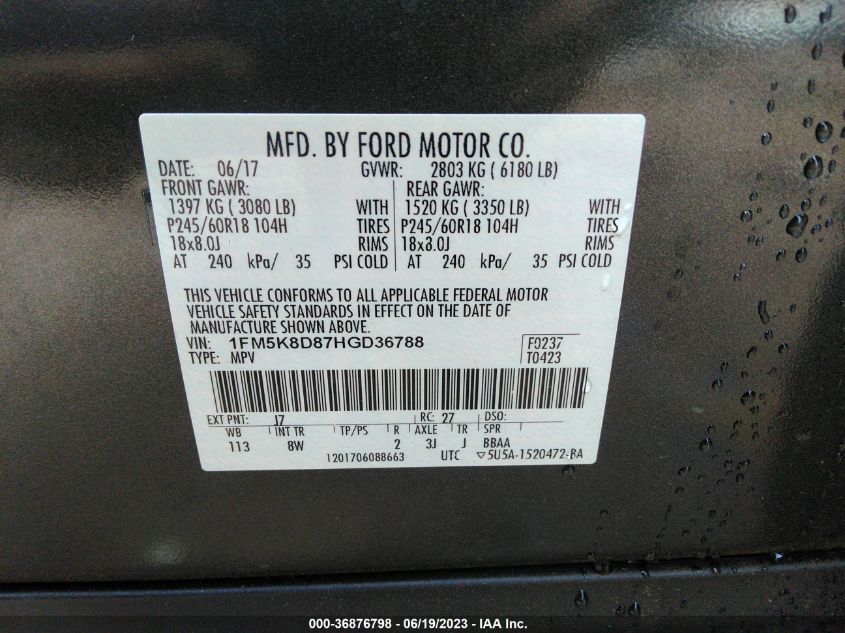 MFD. BY FORD MOTOR CO.
DATE: 06/17 GVWR: 2803 KG ( 6180 LB)
FRONT GAWR: REAR GAWR:
1397 KG ( 3080 LB) WITH 1520 KG ( 3350 LB) WITH
P245/60R18 104H TIRES P245/60R18 104H TIRES
18x8.0J RIMS 18x8.0J RIMS
AT 240 kPa/ 35 PSI COLD AT 240 kPa/ 35 PSI COLD
THIS VEHICLE CONFORMS TO ALL APPLICABLE FEDERAL MOTOR
VEHICLE SAFETY STANDARDS IN EFFECT ON THE DATE OF
MANUFACTURE SHOWN ABOVE.
VIN: 1FM5K8D87HGD36788 F0237
TYPE: MPV T0423
EXT PNT: J7 RC: 27 DSO:
WB INT TR TP/PS R AXLE TR SPR
113 8W 2 3J J BBAA
1201706088663 UTC ▽5U5A-1520472-BA
000-36876798 - 06/19/2023 - IAA Inc.